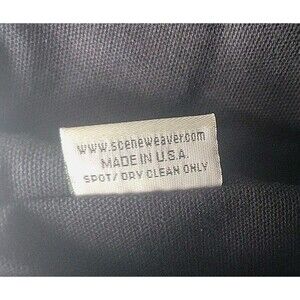 www.sceneweaver.com
MADE IN U.S.A.
SPOT/ DRY CLEAN ONLY